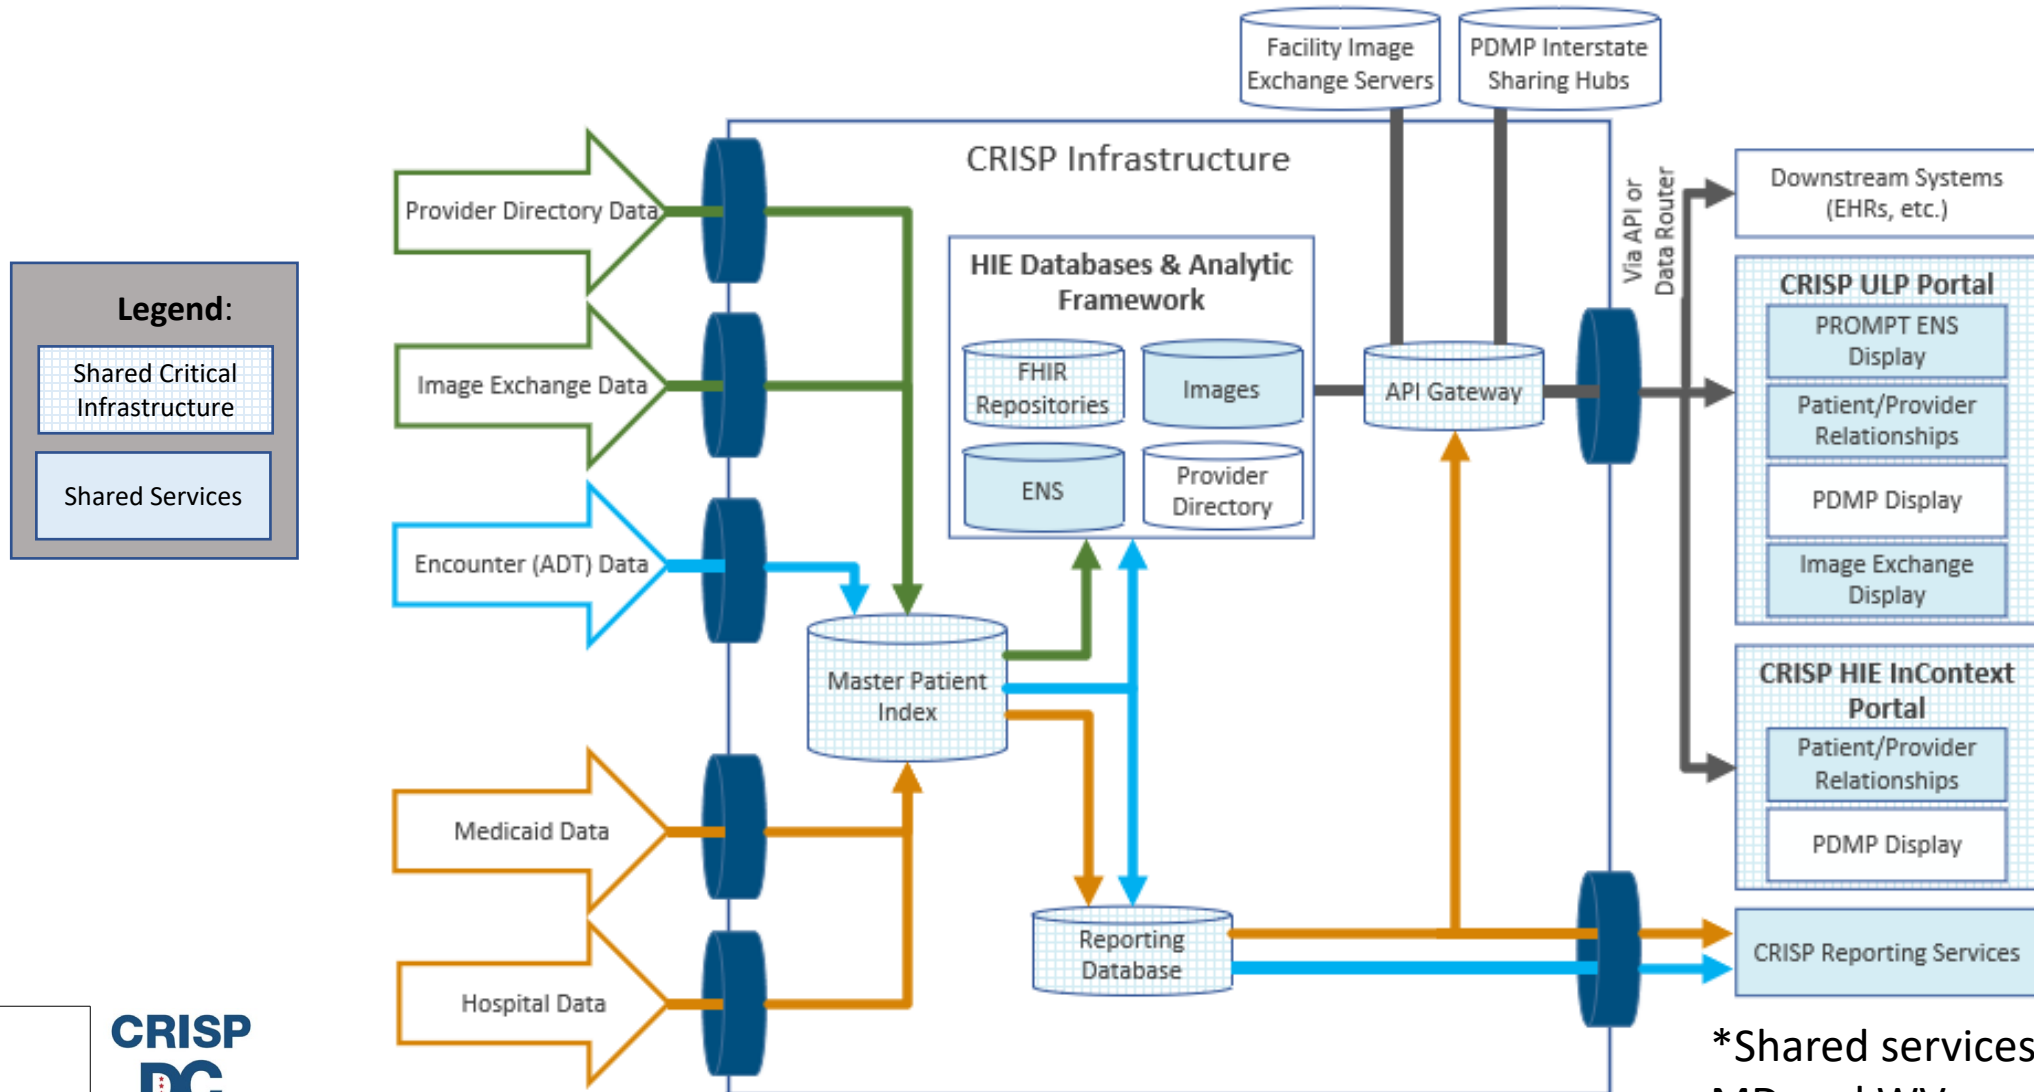 Facility Image
Exchange Servers
PDMP Interstate
Sharing Hubs
CRISP Infrastructure
Provider Directory Data
Image Exchange Data
Encounter (ADT) Data
Medicaid Data
Hospital Data
Legend:
Shared Critical
Infrastructure
Shared Services
HIE Databases & Analytic
Framework
FHIR
Repositories
Images
ENS
Provider
Directory
API Gateway
Master Patient
Index
Reporting
Database
Via API or
Data Router
Downstream Systems
(EHRs, etc.)
CRISP ULP Portal
PROMPT ENS
Display
Patient/Provider
Relationships
PDMP Display
Image Exchange
Display
CRISP HIE InContext
Portal
Patient/Provider
Relationships
PDMP Display
CRISP Reporting Services
CRISP
DC
*Shared services
MD and WV